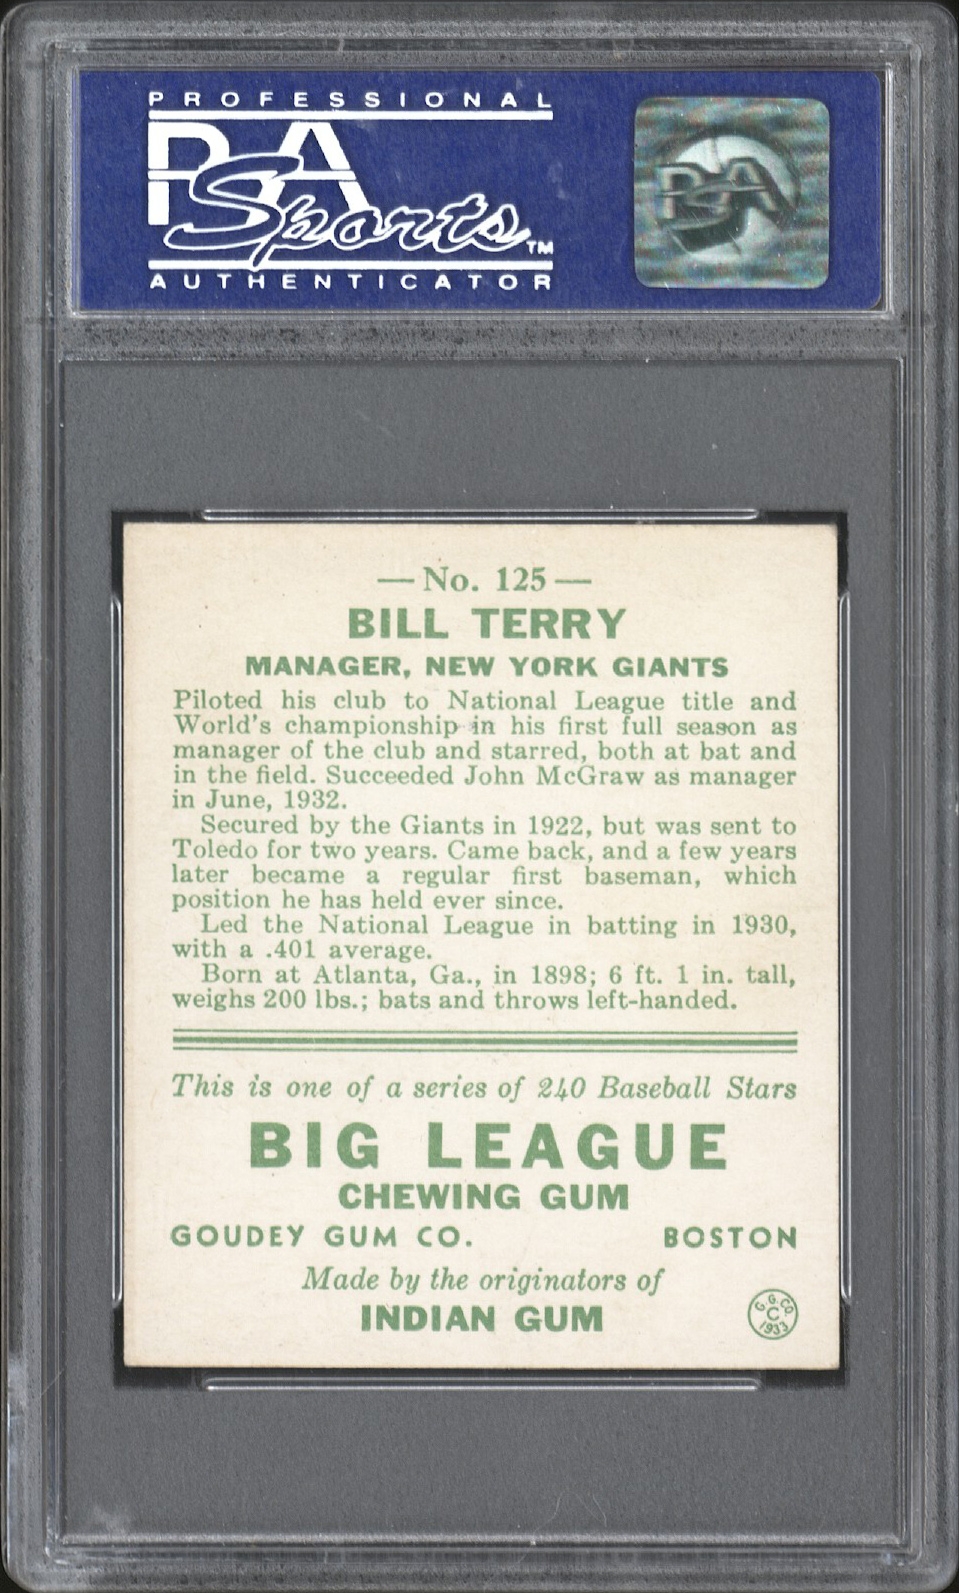 PROFESSIONAL
PSA
Sports™
AUTHENTICATOR
PSA
— No. 125 —
BILL TERRY
MANAGER, NEW YORK GIANTS
Piloted his club to National League title and
World's championship in his first full season as
manager of the club and starred, both at bat and
in the field. Succeeded John McGraw as manager
in June, 1932.
Secured by the Giants in 1922, but was sent to
Toledo for two years. Came back, and a few years
later became a regular first baseman, which
position he has held ever since.
Led the National League in batting in 1930,
with a .401 average.
Born at Atlanta, Ga., in 1898; 6 ft. 1 in. tall,
weighs 200 lbs.; bats and throws left-handed.
This is one of a series of 240 Baseball Stars
BIG LEAGUE
CHEWING GUM
GOUDEY GUM CO. BOSTON
Made by the originators of
INDIAN GUM
G.G.CO.
C
1933